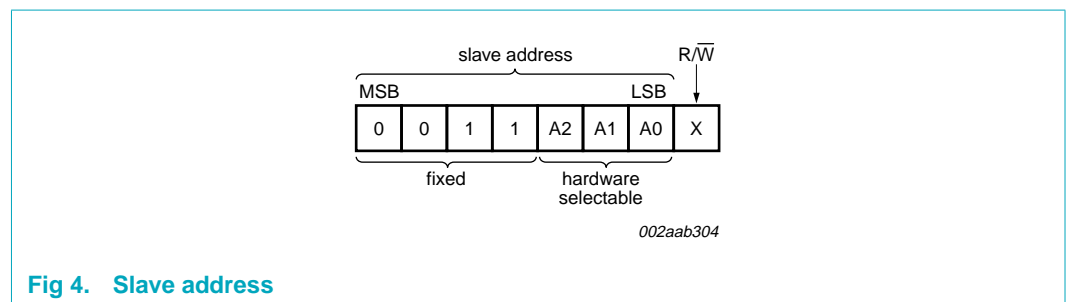 slave address R/W̅
MSB LSB
0 0 1 1 A2 A1 A0 X
fixed hardware
selectable
002aab304
Fig 4. Slave address